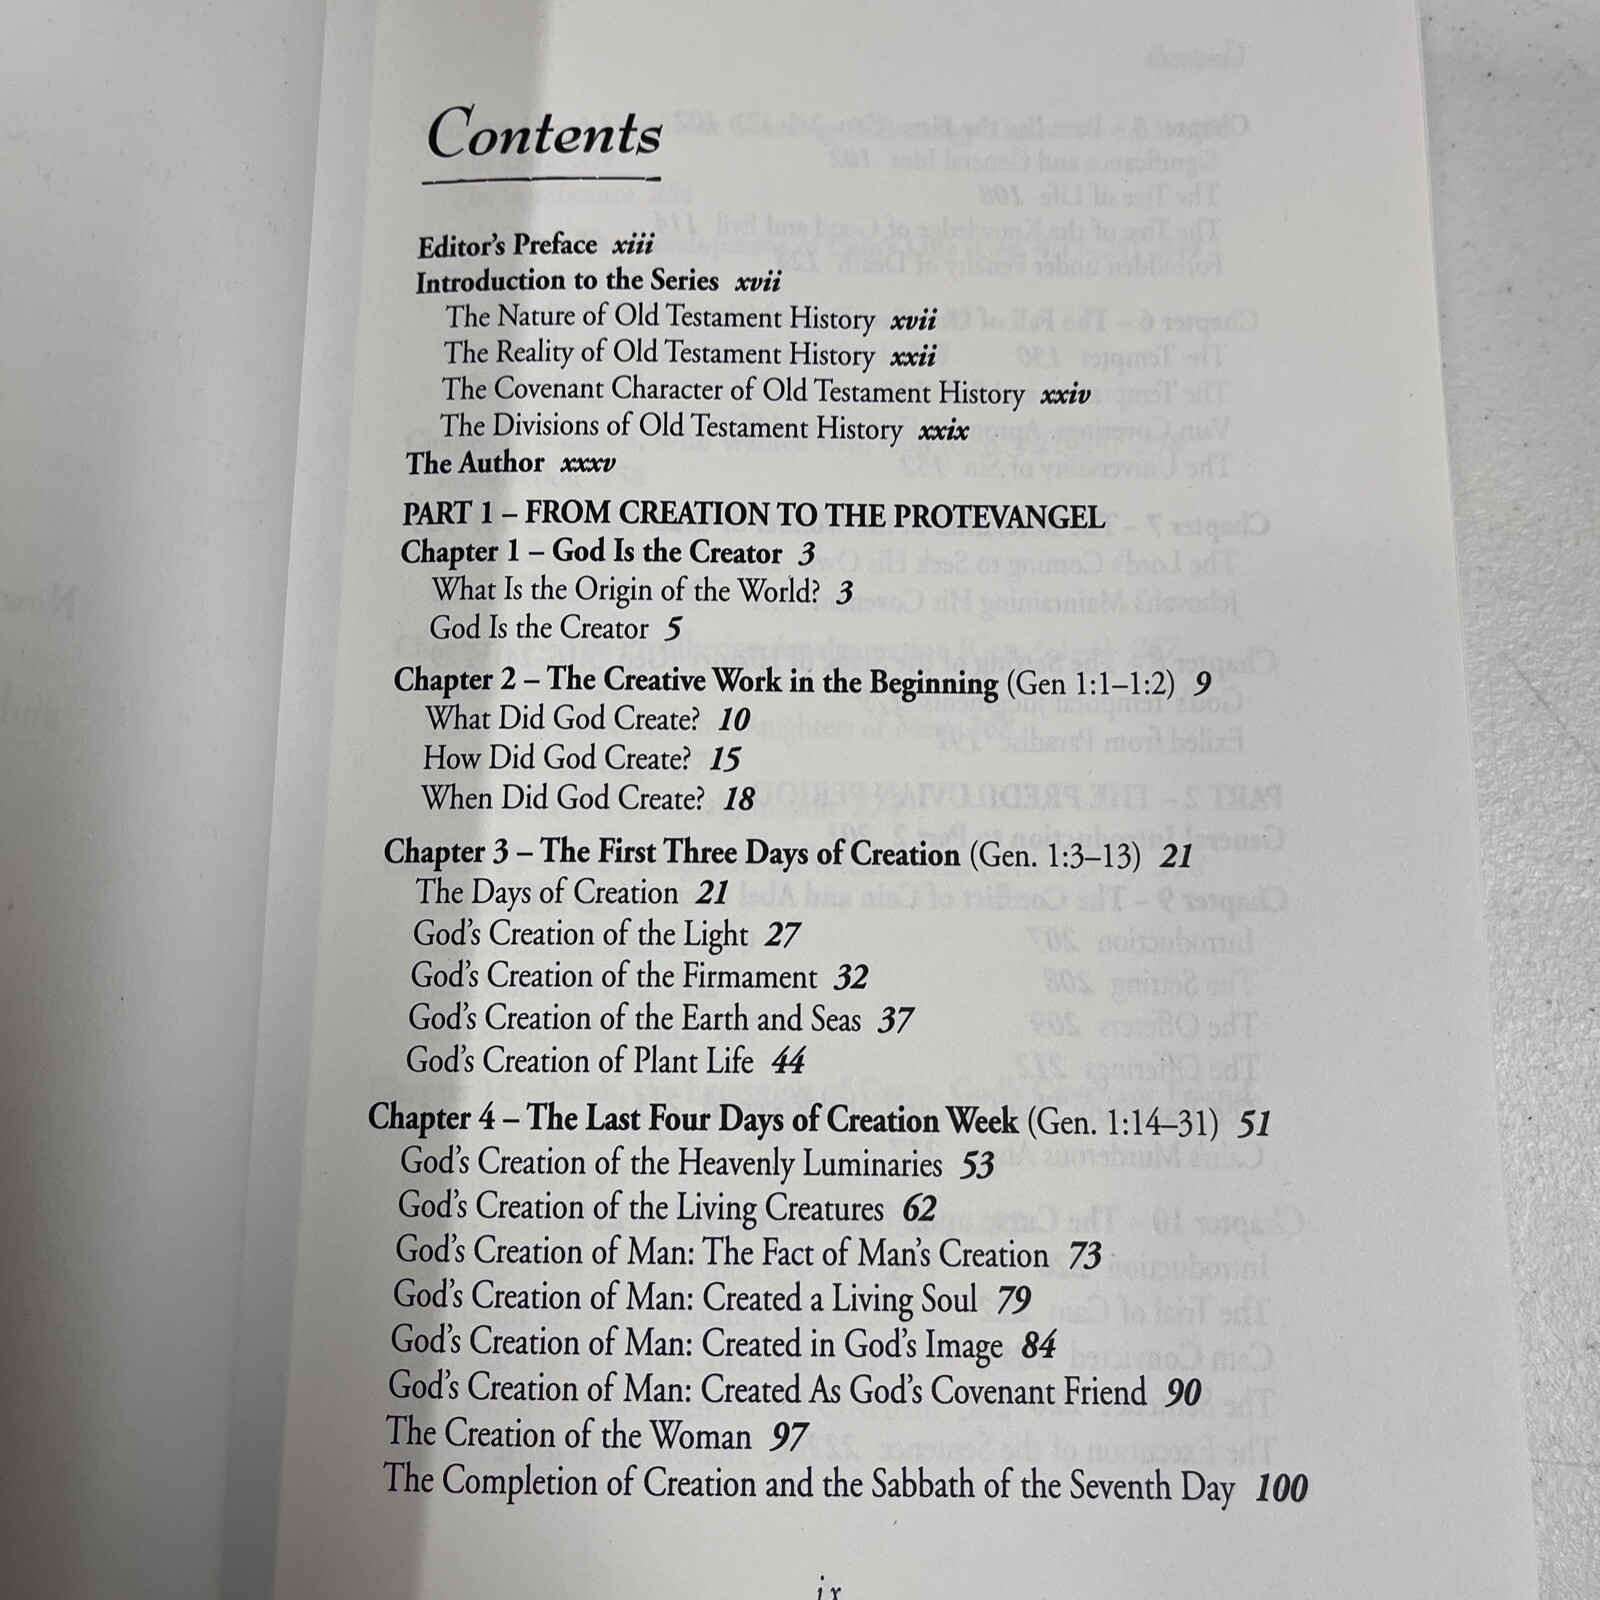 Contents
Editor's Preface xiii
Introduction to the Series xvii
The Nature of Old Testament History xvii
The Reality of Old Testament History xxii
The Covenant Character of Old Testament History xxiv
The Divisions of Old Testament History xxix
The Author xxxv
PART 1 – FROM CREATION TO THE PROTEVANGEL
Chapter 1 – God Is the Creator 3
What Is the Origin of the World? 3
God Is the Creator 5
Chapter 2 – The Creative Work in the Beginning (Gen 1:1–1:2) 9
What Did God Create? 10
How Did God Create? 15
When Did God Create? 18
Chapter 3 – The First Three Days of Creation (Gen. 1:3–13) 21
The Days of Creation 21
God's Creation of the Light 27
God's Creation of the Firmament 32
God's Creation of the Earth and Seas 37
God's Creation of Plant Life 44
Chapter 4 – The Last Four Days of Creation Week (Gen. 1:14–31) 51
God's Creation of the Heavenly Luminaries 53
God's Creation of the Living Creatures 62
God's Creation of Man: The Fact of Man's Creation 73
God's Creation of Man: Created a Living Soul 79
God's Creation of Man: Created in God's Image 84
God's Creation of Man: Created As God's Covenant Friend 90
The Creation of the Woman 97
The Completion of Creation and the Sabbath of the Seventh Day 100
ix